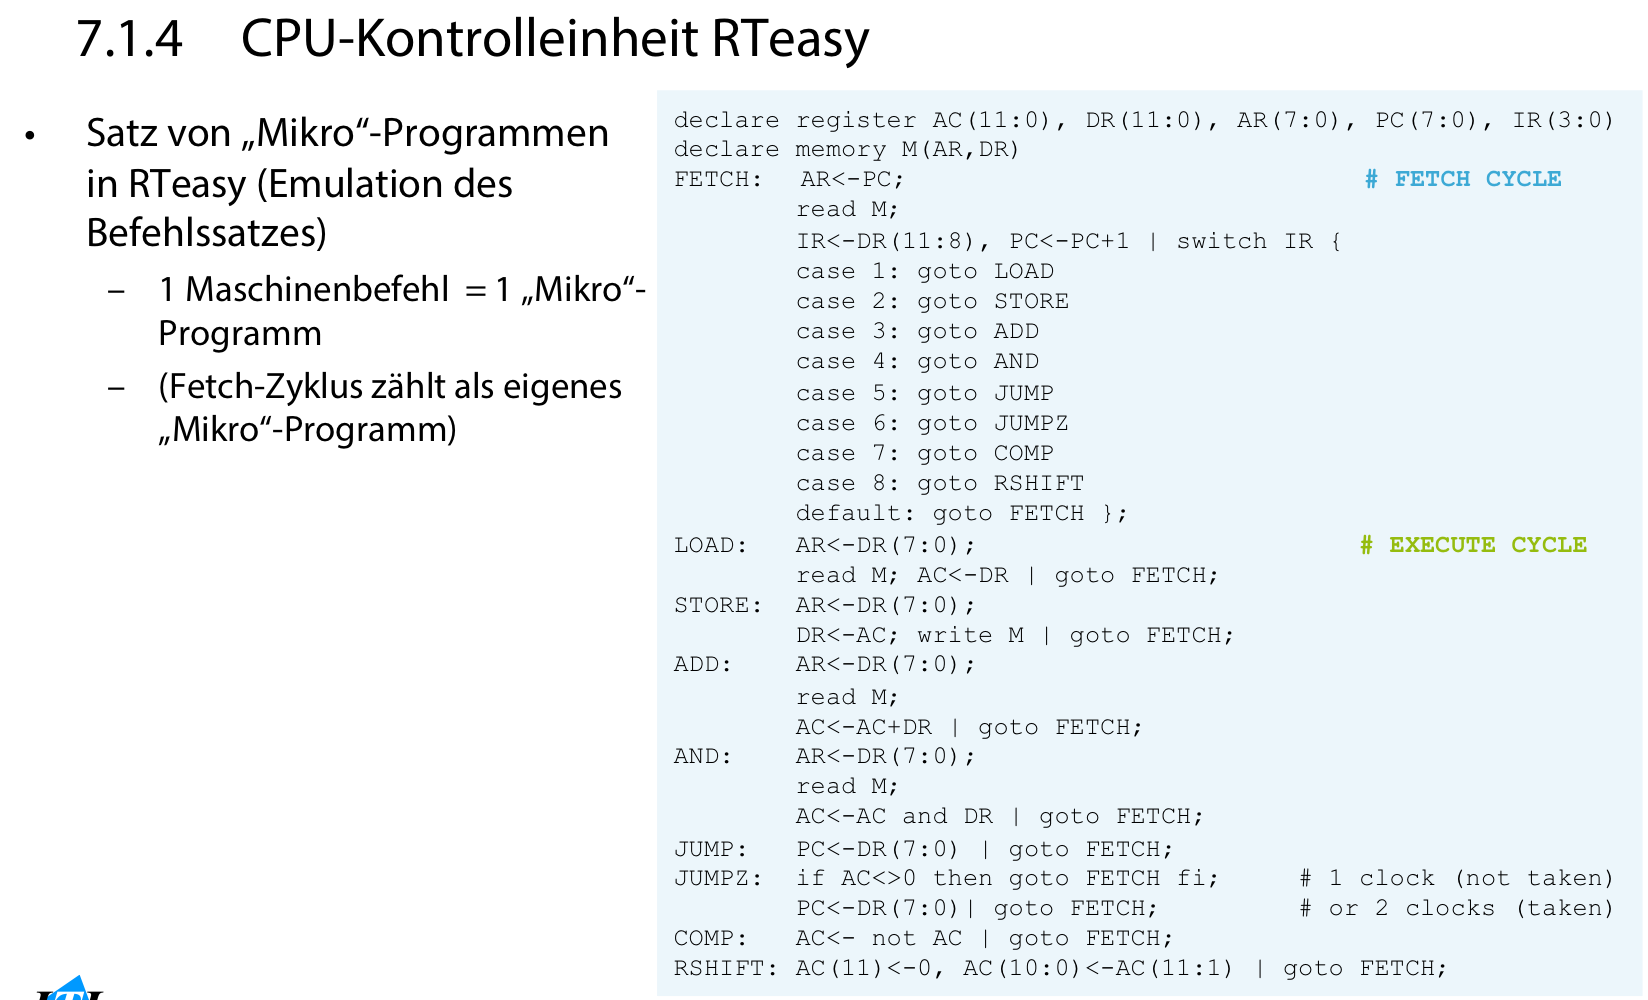 7.1.4 CPU-Kontrolleinheit RTeasy
• Satz von „Mikro“-Programmen
in RTeasy (Emulation des
Befehlssatzes)
– 1 Maschinenbefehl = 1 „Mikro“-
Programm
– (Fetch-Zyklus zählt als eigenes
„Mikro“-Programm)
declare register AC(11:0), DR(11:0), AR(7:0), PC(7:0), IR(3:0)
declare memory M(AR,DR)
FETCH: AR<-PC; # FETCH CYCLE
read M;
IR<-DR(11:8), PC<-PC+1 | switch IR {
case 1: goto LOAD
case 2: goto STORE
case 3: goto ADD
case 4: goto AND
case 5: goto JUMP
case 6: goto JUMPZ
case 7: goto COMP
case 8: goto RSHIFT
default: goto FETCH };
LOAD: AR<-DR(7:0); # EXECUTE CYCLE
read M; AC<-DR | goto FETCH;
STORE: AR<-DR(7:0);
DR<-AC; write M | goto FETCH;
ADD: AR<-DR(7:0);
read M;
AC<-AC+DR | goto FETCH;
AND: AR<-DR(7:0);
read M;
AC<-AC and DR | goto FETCH;
JUMP: PC<-DR(7:0) | goto FETCH;
JUMPZ: if AC<>0 then goto FETCH fi; # 1 clock (not taken)
PC<-DR(7:0)| goto FETCH; # or 2 clocks (taken)
COMP: AC<- not AC | goto FETCH;
RSHIFT: AC(11)<-0, AC(10:0)<-AC(11:1) | goto FETCH;